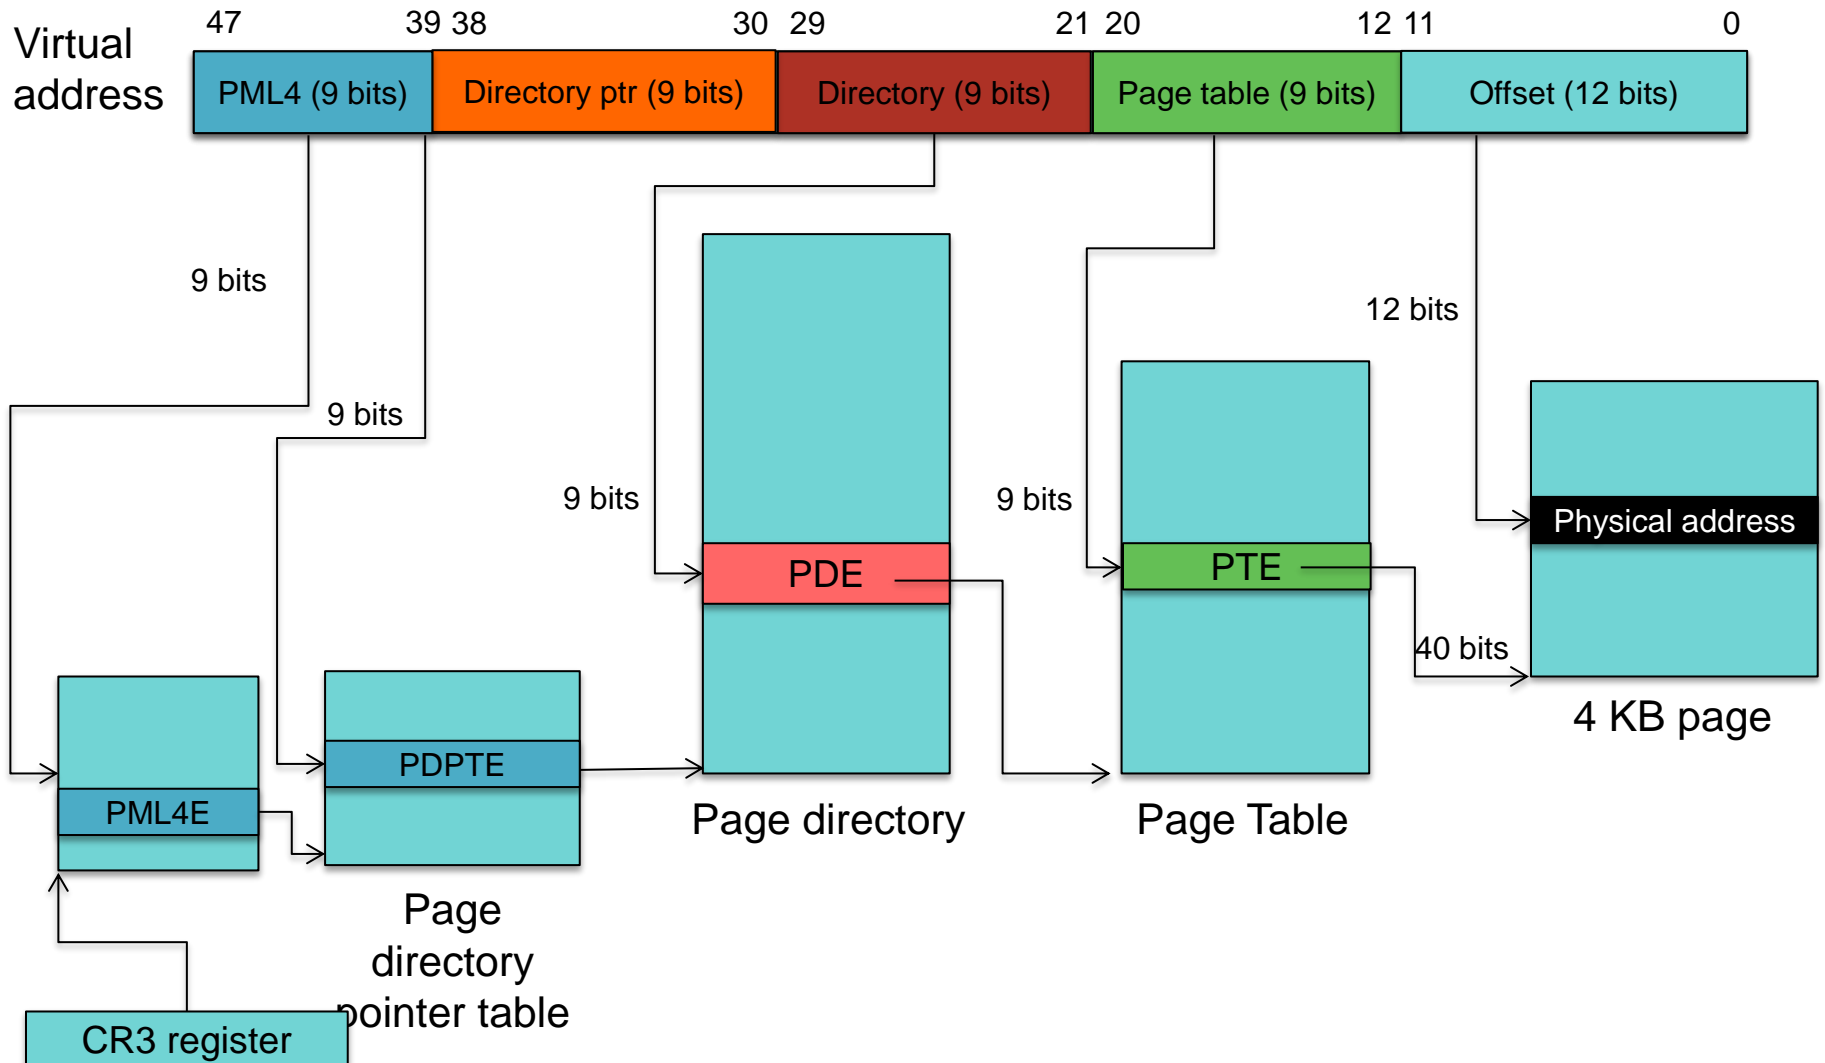 47 39 38 30 29 21 20 12 11 0
Virtual
address
PML4 (9 bits) Directory ptr (9 bits) Directory (9 bits) Page table (9 bits) Offset (12 bits)
9 bits
12 bits
9 bits
9 bits
9 bits
Physical address
PDE
PTE
40 bits
4 KB page
PDPTE
PML4E
Page directory
Page Table
Page
directory
pointer table
CR3 register